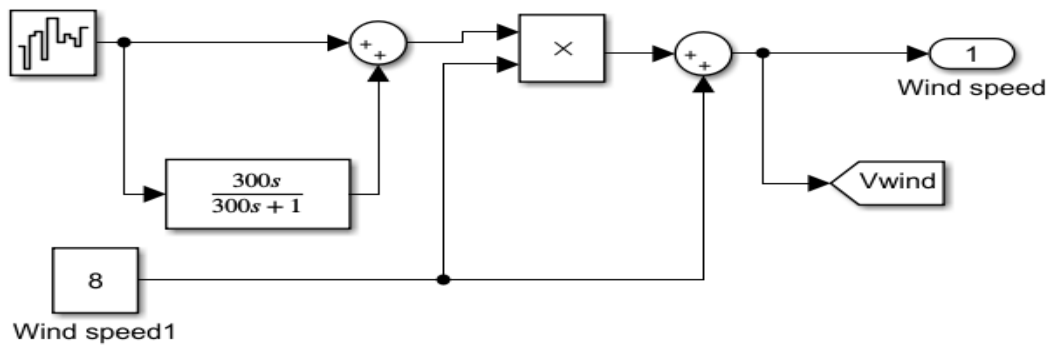 +
+
×
+
+
1
Wind speed
300s
300s + 1
Vwind
8
Wind speed1